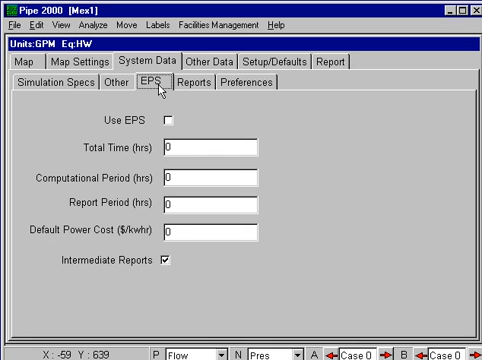 Pipe 2000 [Mex1]
File Edit View Analyze Labels Facilities Management Help
Units:GPM Eq:HW
Map Map Settings System Data Other Data Setup/Defaults Report
Simulation Specs Other EPS Reports Preferences
Use EPS
Total Time (hrs) 0
Computational Period (hrs) 0
Report Period (hrs) 0
Default Power Cost ($/kwhr) 0
Intermediate Reports
X : -59 Y : 639 P Flow N Pres A Case 0 B Case 0